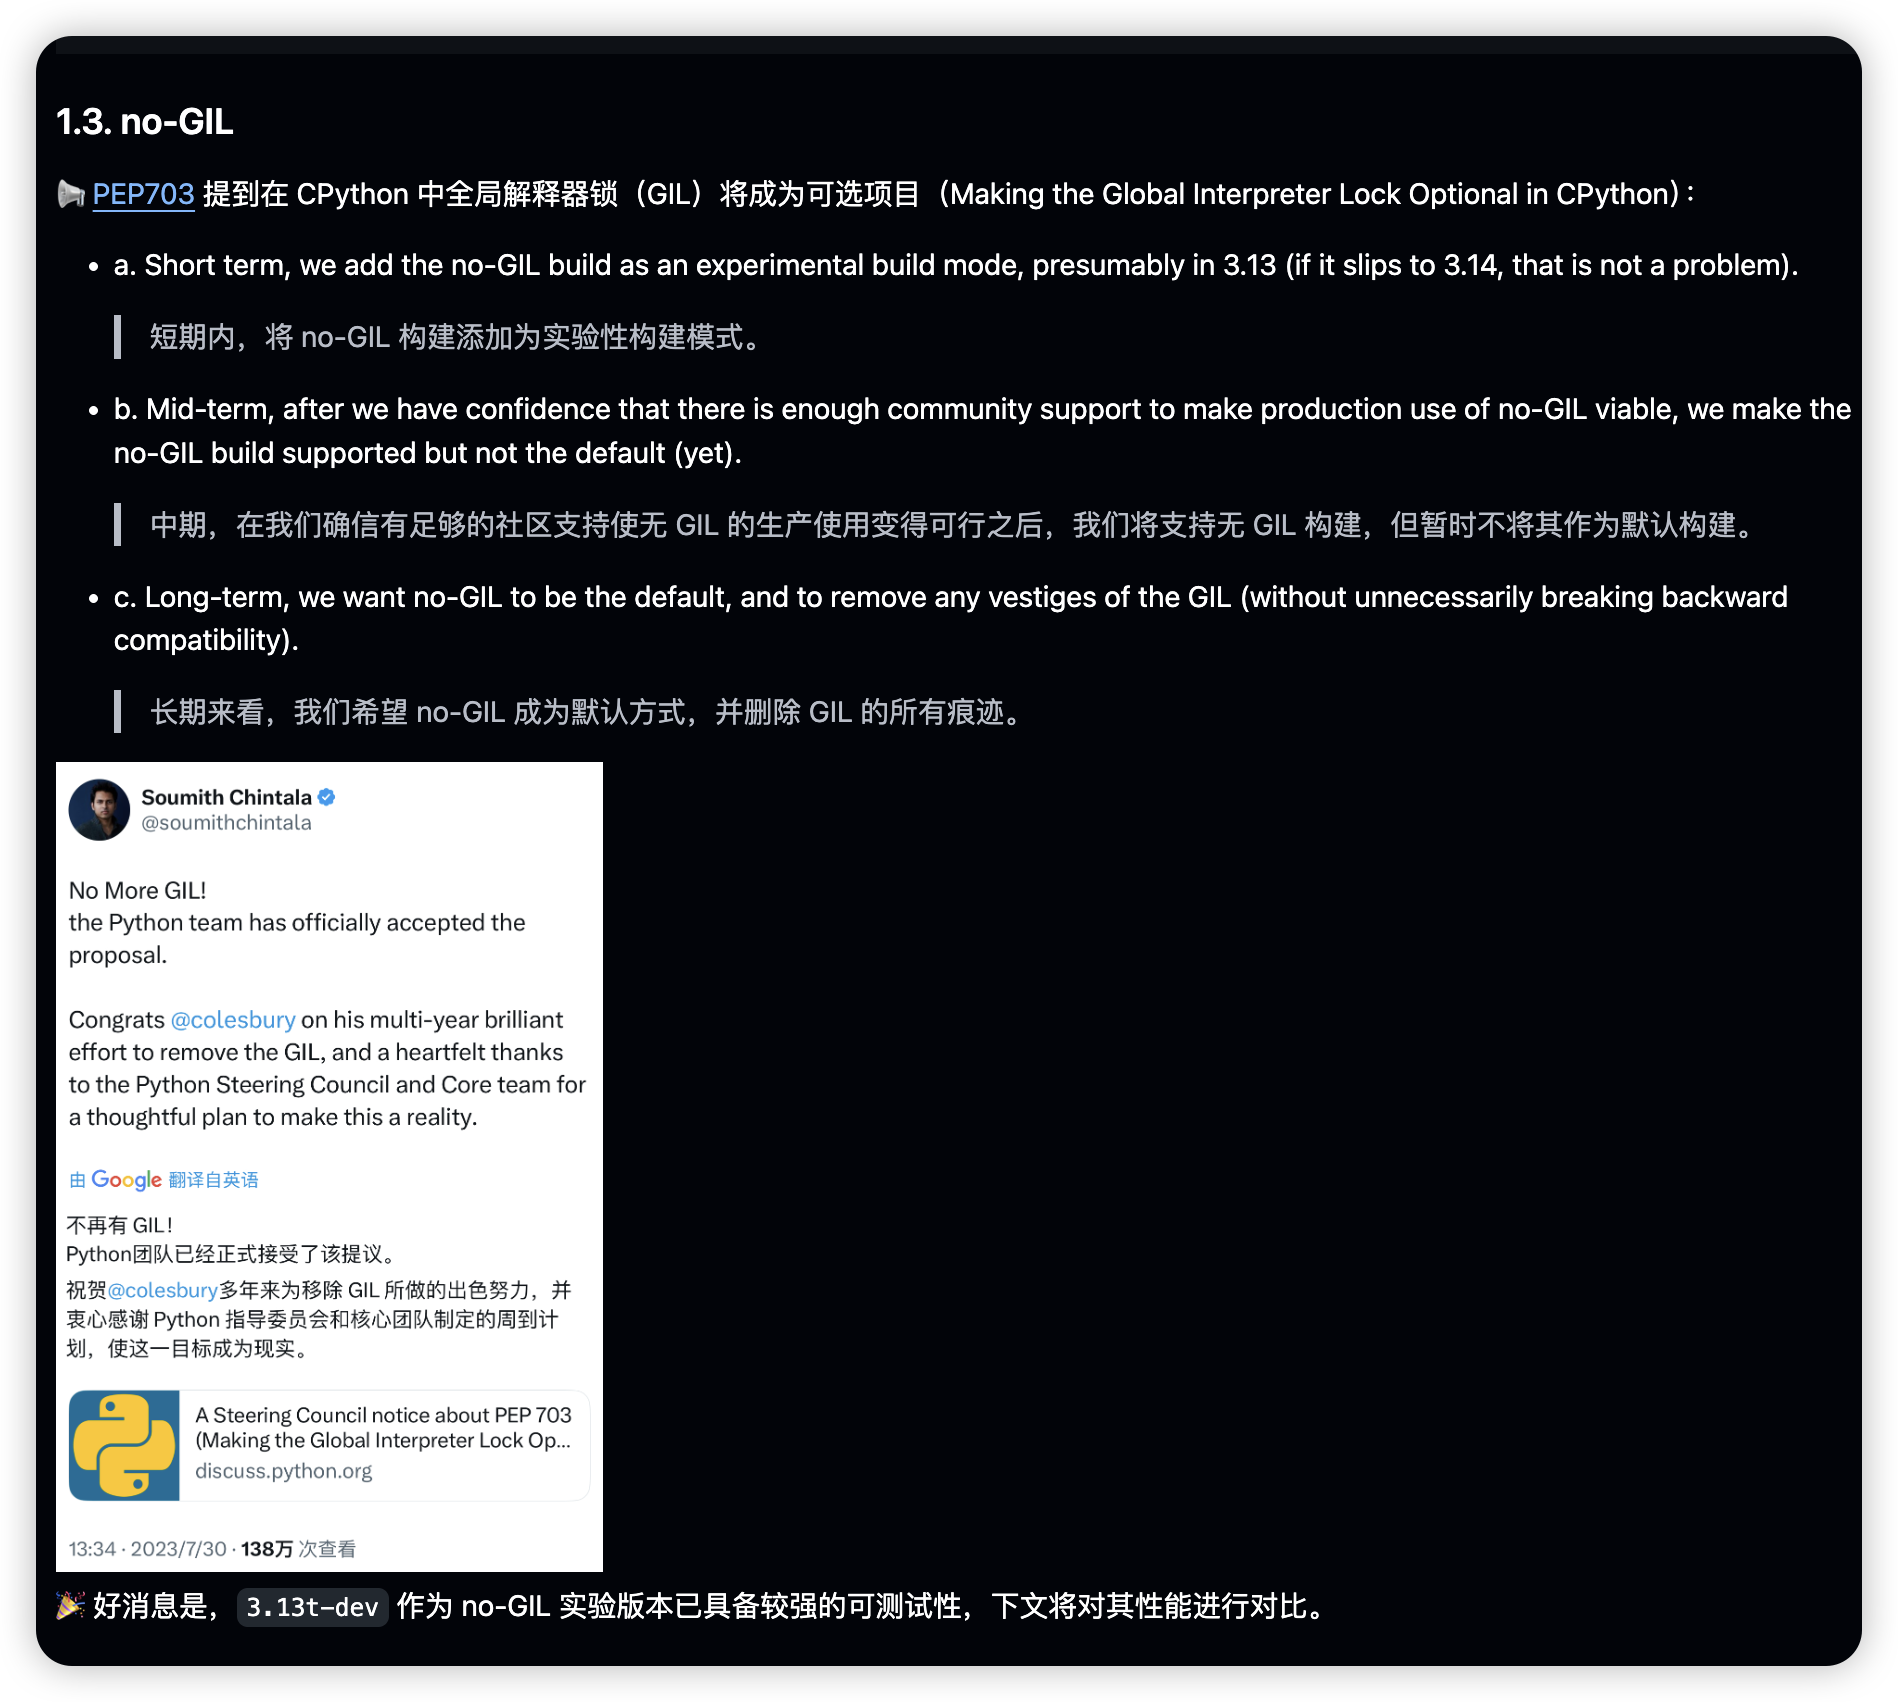 1.3. no-GIL
PEP703 提到在 CPython 中全局解释器锁（GIL）将成为可选项目（Making the Global Interpreter Lock Optional in CPython）：
a. Short term, we add the no-GIL build as an experimental build mode, presumably in 3.13 (if it slips to 3.14, that is not a problem).
短期内，将 no-GIL 构建添加为实验性构建模式。
b. Mid-term, after we have confidence that there is enough community support to make production use of no-GIL viable, we make the
no-GIL build supported but not the default (yet).
中期，在我们确信有足够的社区支持使无 GIL 的生产使用变得可行之后，我们将支持无 GIL 构建，但暂时不将其作为默认构建。
c. Long-term, we want no-GIL to be the default, and to remove any vestiges of the GIL (without unnecessarily breaking backward
compatibility).
长期来看，我们希望 no-GIL 成为默认方式，并删除 GIL 的所有痕迹。
Soumith Chintala
@soumithchintala
No More GIL!
the Python team has officially accepted the
proposal.
Congrats @colesbury on his multi-year brilliant
effort to remove the GIL, and a heartfelt thanks
to the Python Steering Council and Core team for
a thoughtful plan to make this a reality.
由 Google 翻译自英语
不再有 GIL！
Python团队已经正式接受了该提议。
祝贺@colesbury多年来为移除 GIL 所做的出色努力，并
衷心感谢 Python 指导委员会和核心团队制定的周到计
划，使这一目标成为现实。
A Steering Council notice about PEP 703
(Making the Global Interpreter Lock Op...
discuss.python.org
13:34 · 2023/7/30 · 138万 次查看
好消息是， 3.13t-dev 作为 no-GIL 实验版本已具备较强的可测试性，下文将对其性能进行对比。